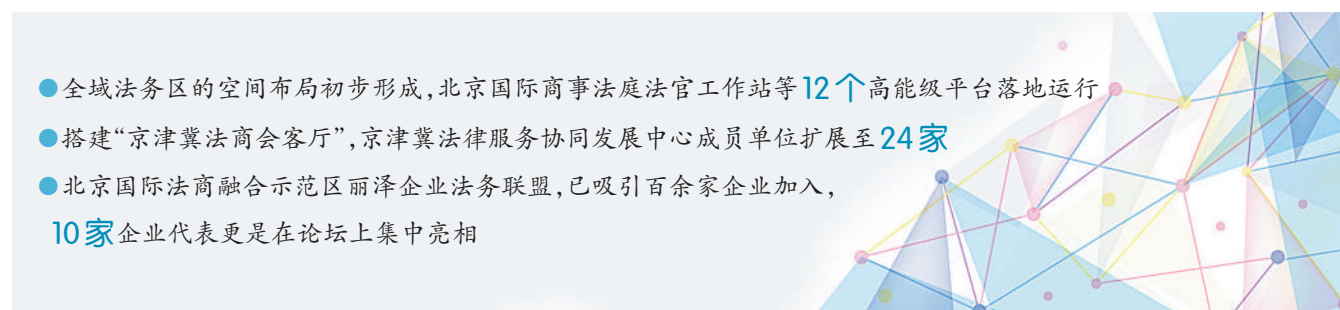 ●全域法务区的空间布局初步形成,北京国际商事法庭法官工作站等12个高能级平台落地运行
●搭建“京津冀法商会客厅”,京津冀法律服务协同发展中心成员单位扩展至24家
●北京国际法商融合示范区丽泽企业法务联盟,已吸引百余家企业加入,
10家企业代表更是在论坛上集中亮相